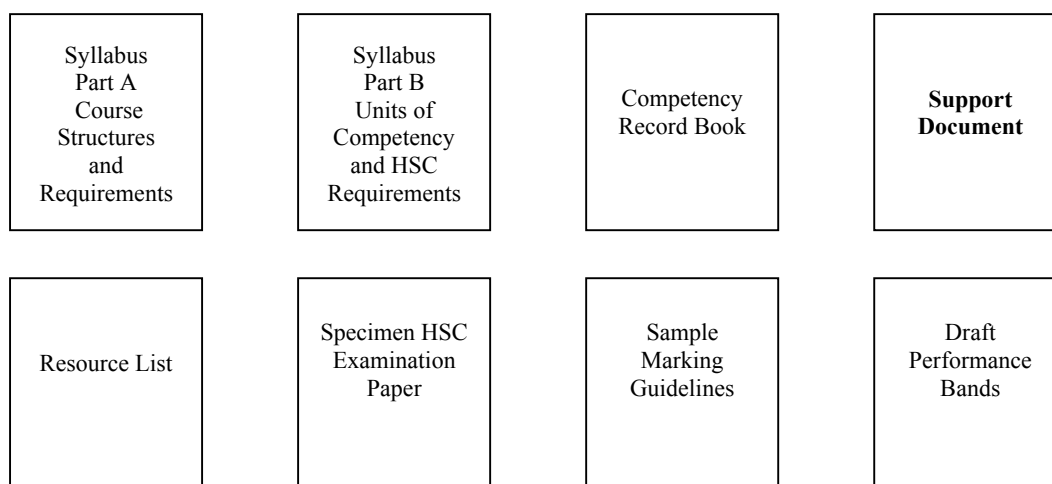 Syllabus
Part A
Course
Structures
and
Requirements
Syllabus
Part B
Units of
Competency
and HSC
Requirements
Competency
Record Book
Support
Document
Resource List
Specimen HSC
Examination
Paper
Sample
Marking
Guidelines
Draft
Performance
Bands